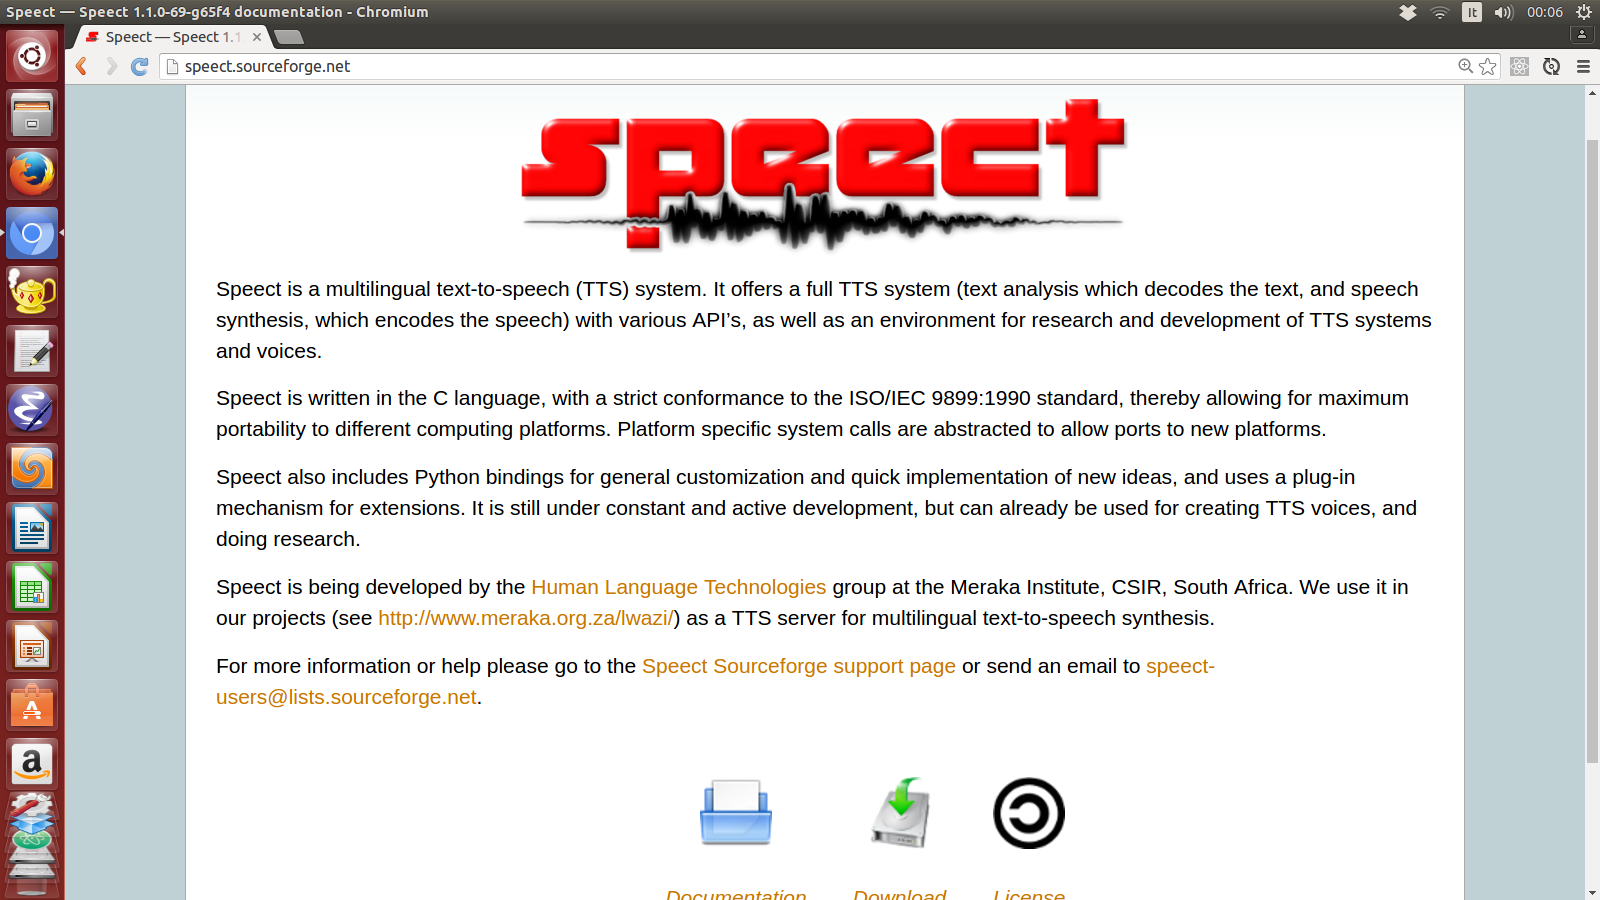 Speect — Speect 1.1.0-69-g65f4 documentation - Chromium
It
00:06
Speect — Speect 1.1
speect.sourceforge.net
speect
Speect is a multilingual text-to-speech (TTS) system. It offers a full TTS system (text analysis which decodes the text, and speech
synthesis, which encodes the speech) with various API’s, as well as an environment for research and development of TTS systems
and voices.
Speect is written in the C language, with a strict conformance to the ISO/IEC 9899:1990 standard, thereby allowing for maximum
portability to different computing platforms. Platform specific system calls are abstracted to allow ports to new platforms.
Speect also includes Python bindings for general customization and quick implementation of new ideas, and uses a plug-in
mechanism for extensions. It is still under constant and active development, but can already be used for creating TTS voices, and
doing research.
Speect is being developed by the Human Language Technologies group at the Meraka Institute, CSIR, South Africa. We use it in
our projects (see http://www.meraka.org.za/lwazi/) as a TTS server for multilingual text-to-speech synthesis.
For more information or help please go to the Speect Sourceforge support page or send an email to speect-
users@lists.sourceforge.net.
Documentation Download License